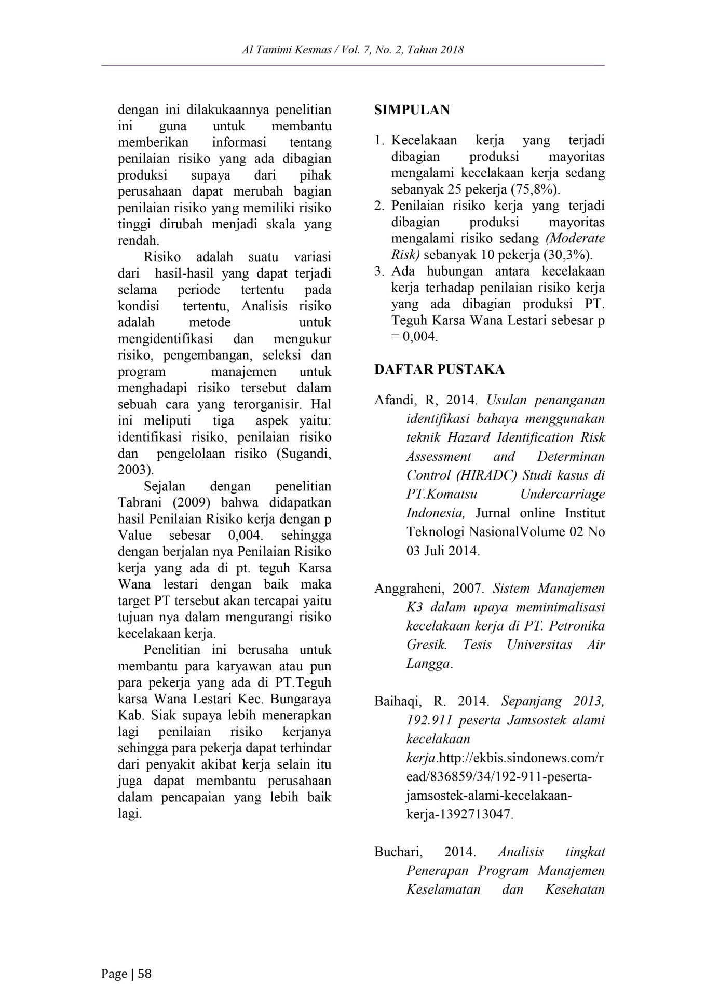 Al Tamimi Kesmas / Vol. 7, No. 2, Tahun 2018
dengan ini dilakukaannya penelitian
ini guna untuk membantu
memberikan informasi tentang
penilaian risiko yang ada dibagian
produksi supaya dari pihak
perusahaan dapat merubah bagian
penilaian risiko yang memiliki risiko
tinggi dirubah menjadi skala yang
rendah.
Risiko adalah suatu variasi
dari hasil-hasil yang dapat terjadi
selama periode tertentu pada
kondisi tertentu, Analisis risiko
adalah metode untuk
mengidentifikasi dan mengukur
risiko, pengembangan, seleksi dan
program manajemen untuk
menghadapi risiko tersebut dalam
sebuah cara yang terorganisir. Hal
ini meliputi tiga aspek yaitu:
identifikasi risiko, penilaian risiko
dan pengelolaan risiko (Sugandi,
2003).
Sejalan dengan penelitian
Tabrani (2009) bahwa didapatkan
hasil Penilaian Risiko kerja dengan p
Value sebesar 0,004. sehingga
dengan berjalan nya Penilaian Risiko
kerja yang ada di pt. teguh Karsa
Wana lestari dengan baik maka
target PT tersebut akan tercapai yaitu
tujuan nya dalam mengurangi risiko
kecelakaan kerja.
Penelitian ini berusaha untuk
membantu para karyawan atau pun
para pekerja yang ada di PT.Teguh
karsa Wana Lestari Kec. Bungaraya
Kab. Siak supaya lebih menerapkan
lagi penilaian risiko kerjanya
sehingga para pekerja dapat terhindar
dari penyakit akibat kerja selain itu
juga dapat membantu perusahaan
dalam pencapaian yang lebih baik
lagi.
SIMPULAN
1. Kecelakaan kerja yang terjadi
dibagian produksi mayoritas
mengalami kecelakaan kerja sedang
sebanyak 25 pekerja (75,8%).
2. Penilaian risiko kerja yang terjadi
dibagian produksi mayoritas
mengalami risiko sedang (Moderate
Risk) sebanyak 10 pekerja (30,3%).
3. Ada hubungan antara kecelakaan
kerja terhadap penilaian risiko kerja
yang ada dibagian produksi PT.
Teguh Karsa Wana Lestari sebesar p
= 0,004.
DAFTAR PUSTAKA
Afandi, R, 2014. Usulan penanganan
identifikasi bahaya menggunakan
teknik Hazard Identification Risk
Assessment and Determinan
Control (HIRADC) Studi kasus di
PT.Komatsu Undercarriage
Indonesia, Jurnal online Institut
Teknologi NasionalVolume 02 No
03 Juli 2014.
Anggraheni, 2007. Sistem Manajemen
K3 dalam upaya meminimalisasi
kecelakaan kerja di PT. Petronika
Gresik. Tesis Universitas Air
Langga.
Baihaqi, R. 2014. Sepanjang 2013,
192.911 peserta Jamsostek alami
kecelakaan
kerja.http://ekbis.sindonews.com/r
ead/836859/34/192-911-peserta-
jamsostek-alami-kecelakaan-
kerja-1392713047.
Buchari, 2014. Analisis tingkat
Penerapan Program Manajemen
Keselamatan dan Kesehatan
Page | 58